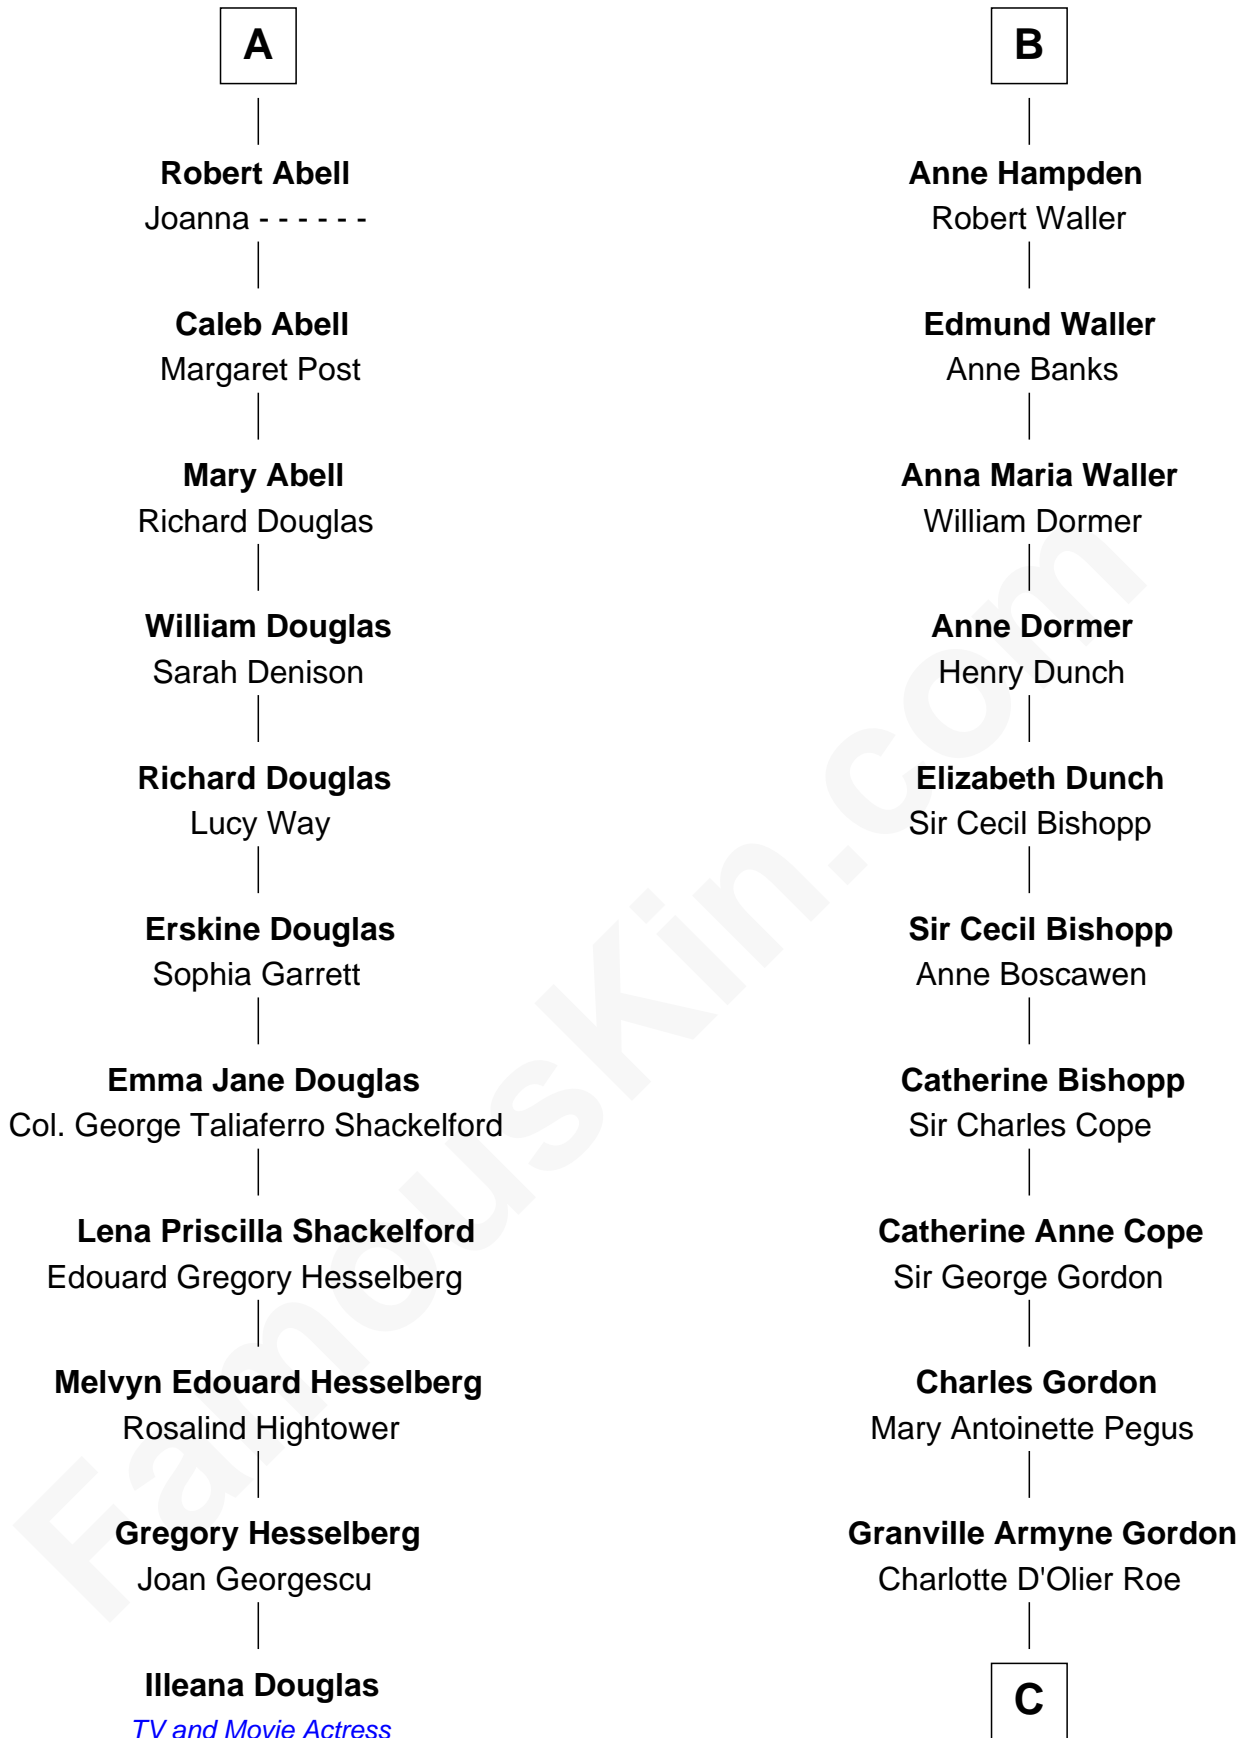 A
Robert Abell
Joanna - - - - - -
Caleb Abell
Margaret Post
Mary Abell
Richard Douglas
William Douglas
Sarah Denison
Richard Douglas
Lucy Way
Erskine Douglas
Sophia Garrett
Emma Jane Douglas
Col. George Taliaferro Shackelford
Lena Priscilla Shackelford
Edouard Gregory Hesselberg
Melvyn Edouard Hesselberg
Rosalind Hightower
Gregory Hesselberg
Joan Georgescu
Illeana Douglas
TV and Movie Actress
B
Anne Hampden
Robert Waller
Edmund Waller
Anne Banks
Anna Maria Waller
William Dormer
Anne Dormer
Henry Dunch
Elizabeth Dunch
Sir Cecil Bishopp
Sir Cecil Bishopp
Anne Boscawen
Catherine Bishopp
Sir Charles Cope
Catherine Anne Cope
Sir George Gordon
Charles Gordon
Mary Antoinette Pegus
Granville Armyne Gordon
Charlotte D'Olier Roe
C
FamousKin.com